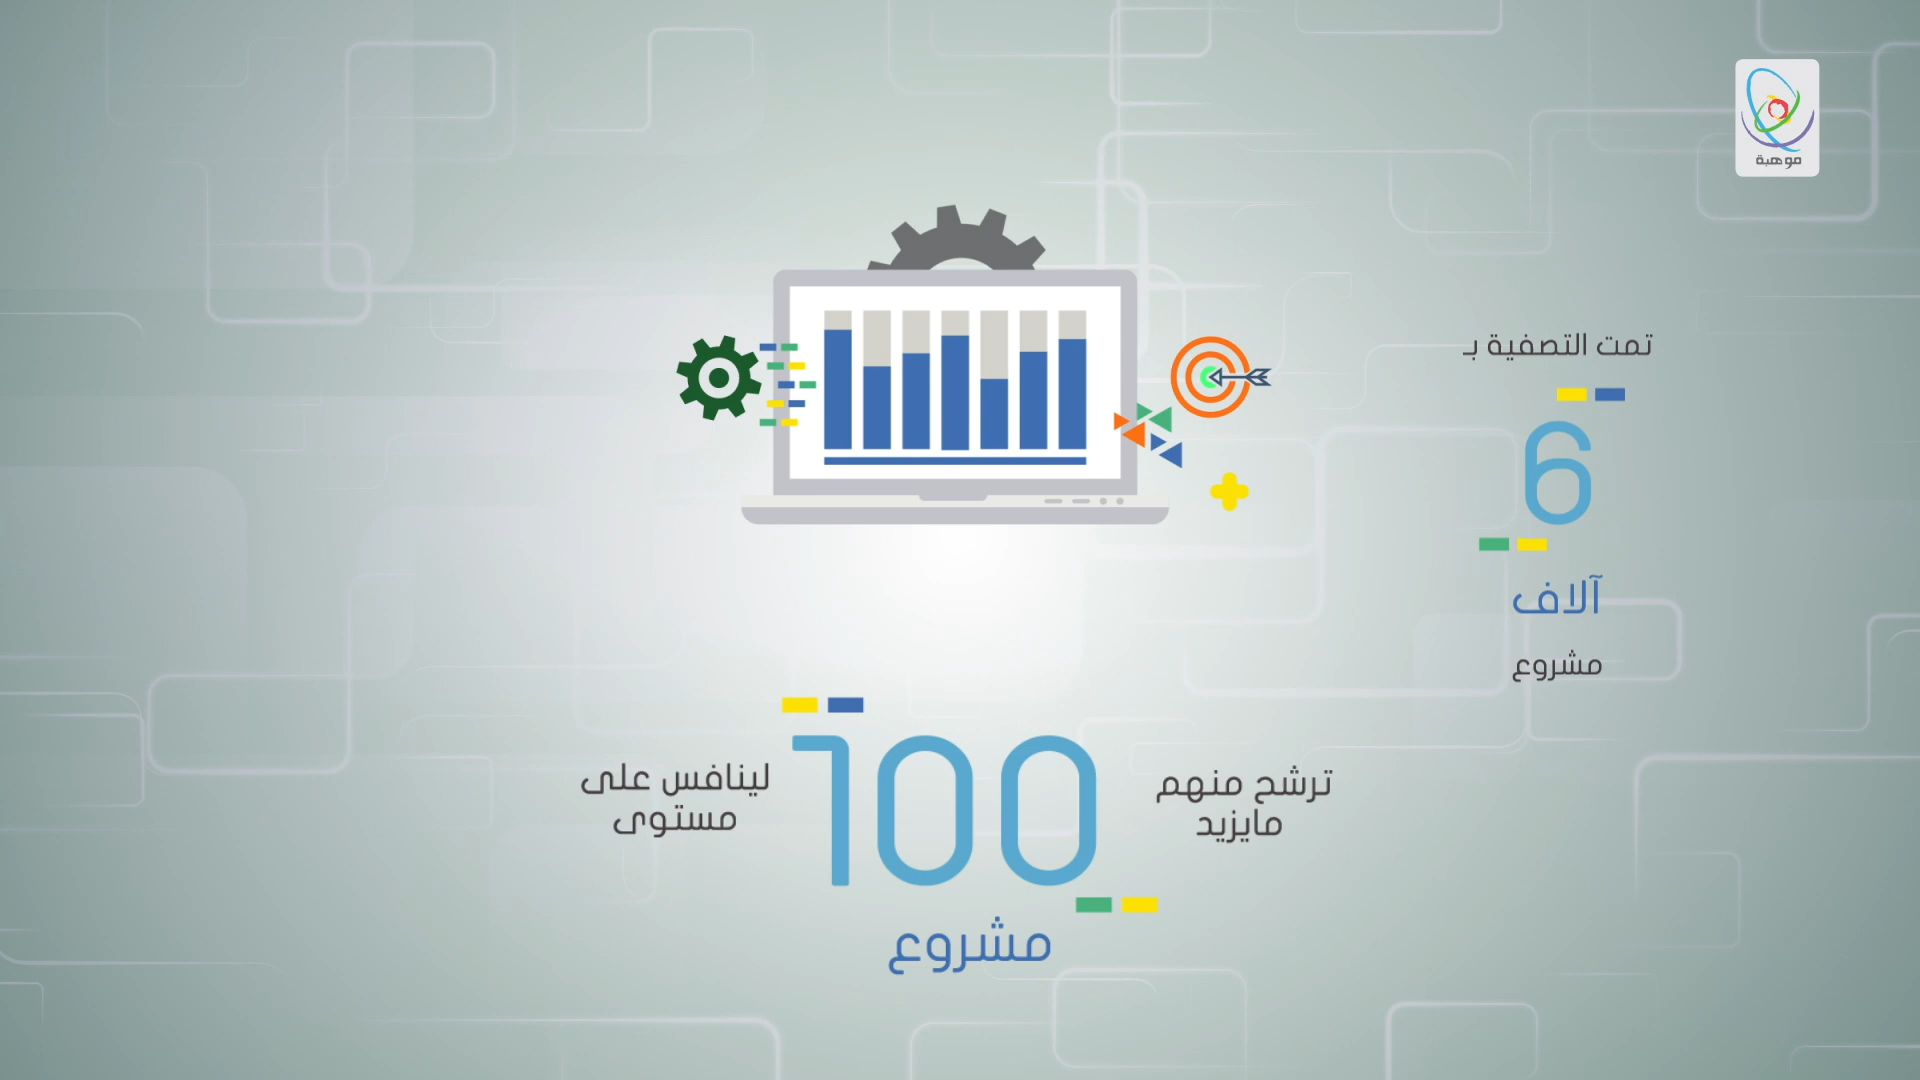 موهبة
تمت التصفية بـ
6
آلاف
مشروع
ترشح منهم
مايزيد
100
مشروع
لينافس على
مستوى